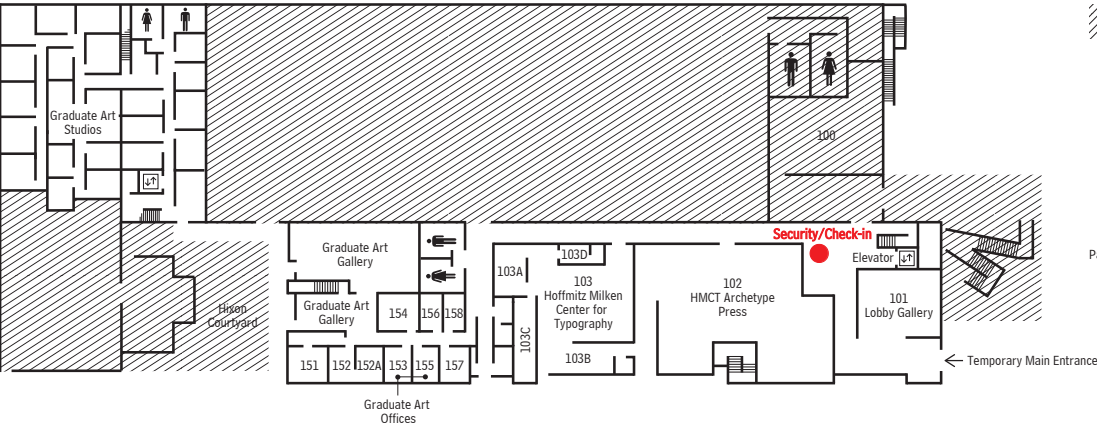 Graduate Art
Studios
100
Security/Check-in
Elevator
Graduate Art
Gallery
103D
103A
103
Hoffmitz Milken
Center for
Typography
102
HMCT Archetype
Press
101
Lobby Gallery
Hixon
Courtyard
Graduate Art
Gallery
154
156
158
103C
103B
151
152
152A
153
155
157
Temporary Main Entrance
Graduate Art
Offices